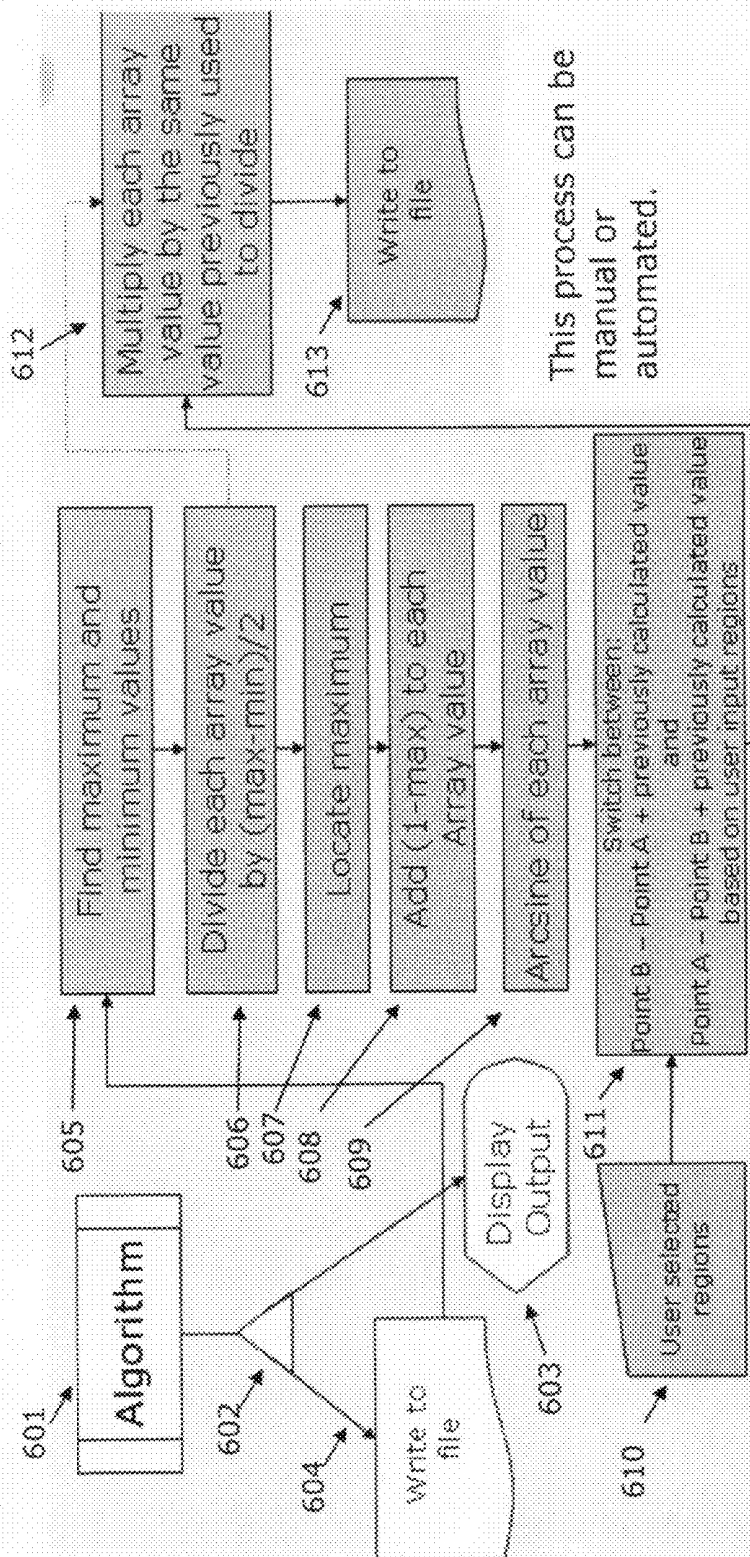 601
Algorithm
602
604
Write to
file
603
Display
Output
605
Find maximum and
minimum values
606
Divide each array value
by (max-min)/2
607
Locate maximum
608
Add (1-max) to each
Array value
609
Arcsine of each array value
610
User selected
regions
611
Switch between:
Point B – Point A + previously calculated value
and
Point A – Point B + previously calculated value
based on user input regions
612
Multiply each array
value by the same
value previously used
to divide
613
Write to
file
This process can be
manual or
automated.